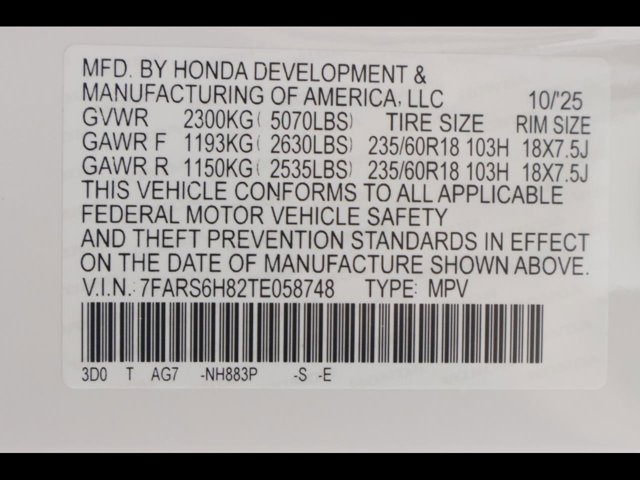 MFD. BY HONDA DEVELOPMENT &
MANUFACTURING OF AMERICA, LLC 10/'25
GVWR 2300KG( 5070LBS) TIRE SIZE RIM SIZE
GAWR F 1193KG( 2630LBS) 235/60R18 103H 18X7.5J
GAWR R 1150KG( 2535LBS) 235/60R18 103H 18X7.5J
THIS VEHICLE CONFORMS TO ALL APPLICABLE
FEDERAL MOTOR VEHICLE SAFETY
AND THEFT PREVENTION STANDARDS IN EFFECT
ON THE DATE OF MANUFACTURE SHOWN ABOVE.
V.I.N.: 7FARS6H82TE058748 TYPE: MPV
3D0 T AG7 -NH883P -S -E